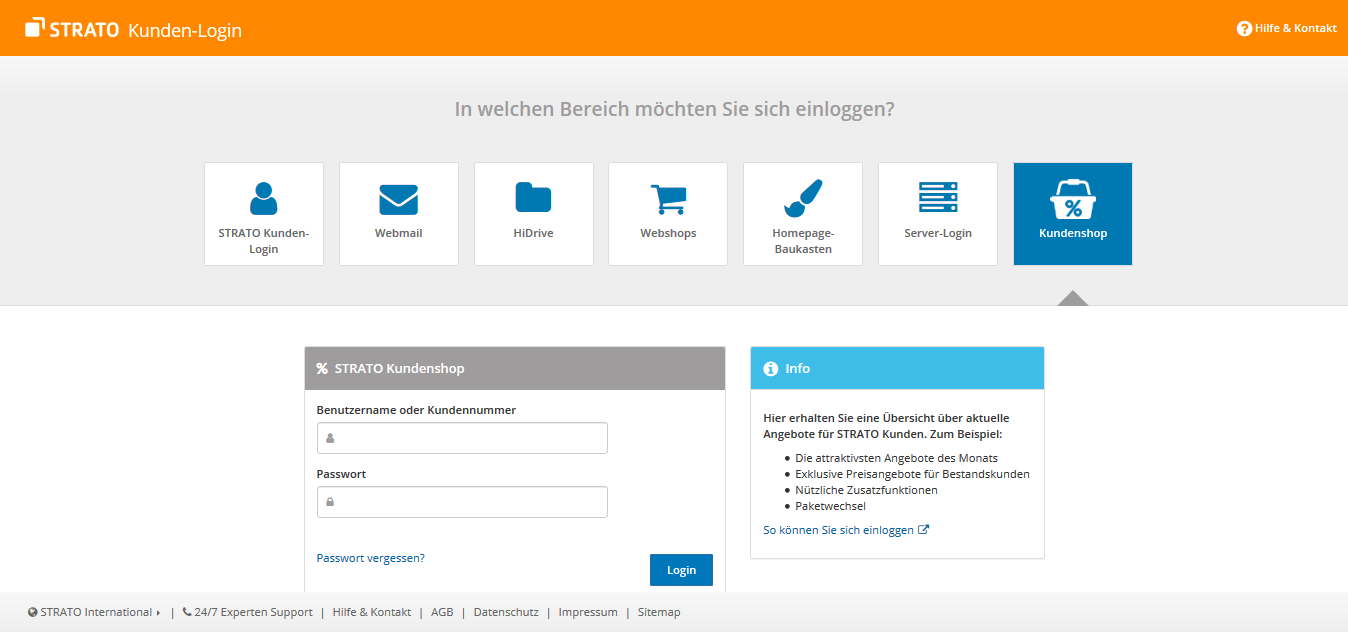 STRATO Kunden-Login
Hilfe & Kontakt
In welchen Bereich möchten Sie sich einloggen?
STRATO Kunden-
Login
Webmail
HiDrive
Webshops
Homepage-
Baukasten
Server-Login
Kundenshop
% STRATO Kundenshop
Benutzername oder Kundennummer
Passwort
Passwort vergessen?
Login
Info
Hier erhalten Sie eine Übersicht über aktuelle
Angebote für STRATO Kunden. Zum Beispiel:
• Die attraktivsten Angebote des Monats
• Exklusive Preisangebote für Bestandskunden
• Nützliche Zusatzfunktionen
• Paketwechsel
So können Sie sich einloggen
STRATO International | 24/7 Experten Support | Hilfe & Kontakt | AGB | Datenschutz | Impressum | Sitemap